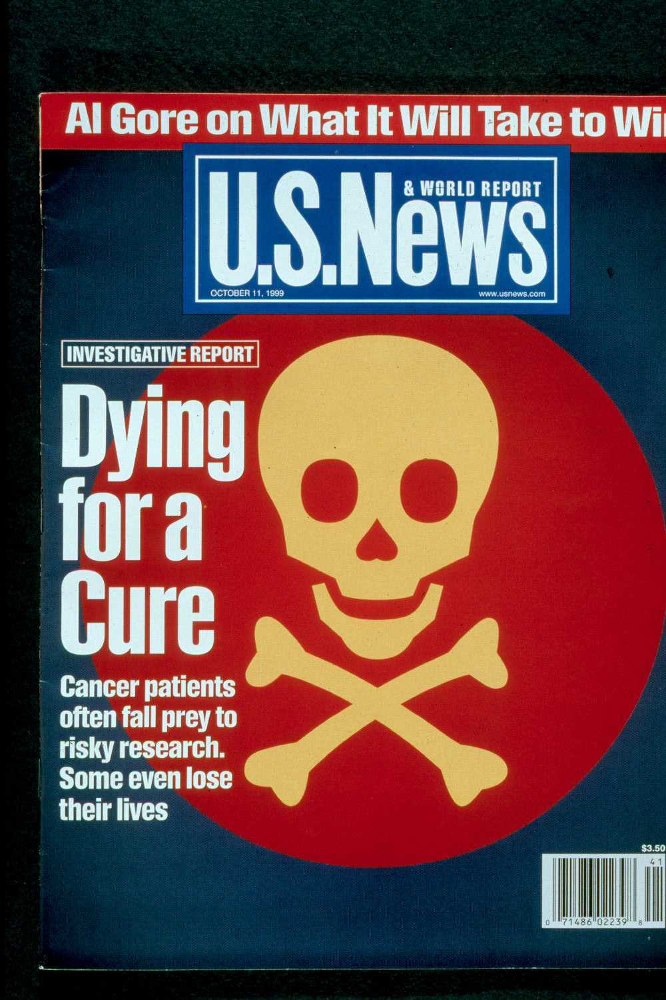 Al Gore on What It Will Take to Wi
& WORLD REPORT
U.S.News
OCTOBER 11, 1999 www.usnews.com
INVESTIGATIVE REPORT
Dying
for a
Cure
Cancer patients
often fall prey to
risky research.
Some even lose
their lives
$3.50
41
0 71486 02239 8